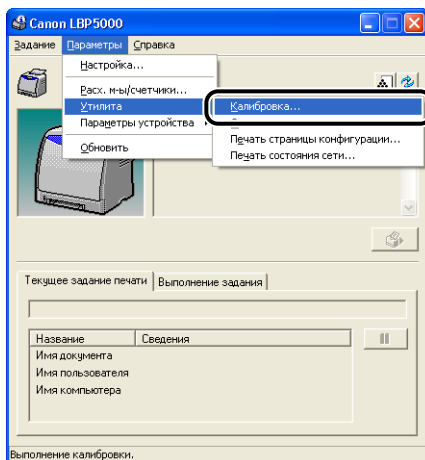 Canon LBP5000
Задание Параметры Справка
Настройка...
Расх. м-ы/счетчики...
Утилита
Параметры устройства
Обновить
Калибровка...
Печать страницы конфигурации...
Печать состояния сети...
Текущее задание печати Выполнение задания
Название Сведения
Имя документа
Имя пользователя
Имя компьютера
Выполнение калибровки.